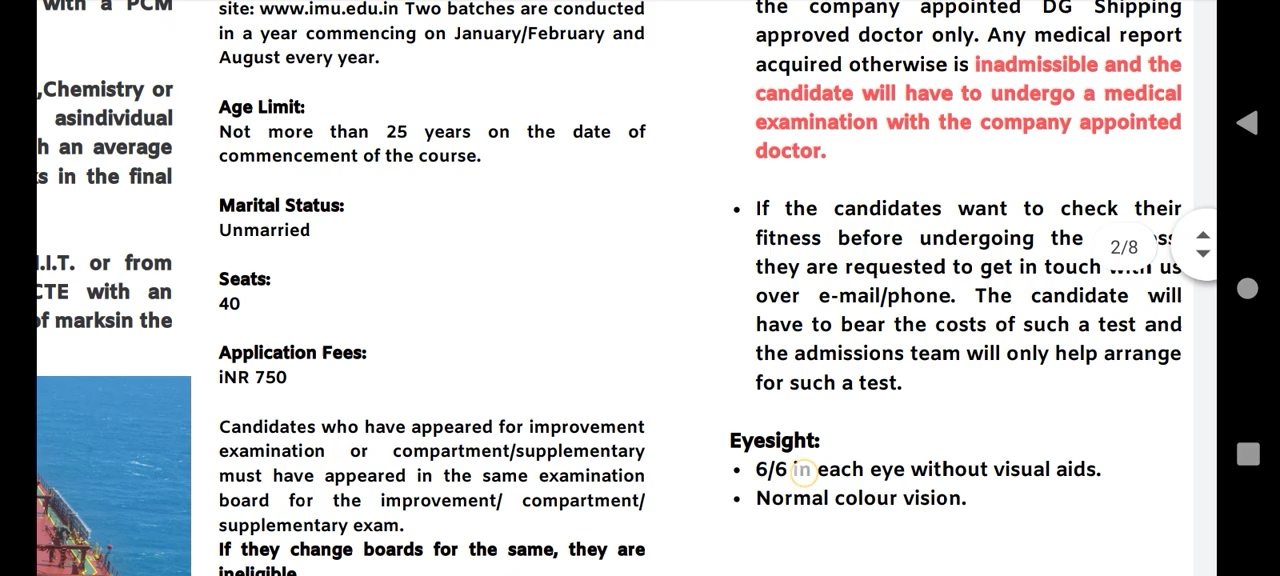 with a PCM
,Chemistry or
asindividual
h an average
s in the final
I.I.T. or from
CTE with an
of marksin the
site: www.imu.edu.in Two batches are conducted
in a year commencing on January/February and
August every year.
Age Limit:
Not more than 25 years on the date of
commencement of the course.
Marital Status:
Unmarried
Seats:
40
Application Fees:
iNR 750
Candidates who have appeared for improvement
examination or compartment/supplementary
must have appeared in the same examination
board for the improvement/ compartment/
supplementary exam.
If they change boards for the same, they are
ineligible
the company appointed DG Shipping
approved doctor only. Any medical report
acquired otherwise is inadmissible and the
candidate will have to undergo a medical
examination with the company appointed
doctor.
• If the candidates want to check their
fitness before undergoing the
they are requested to get in touch with us
over e-mail/phone. The candidate will
have to bear the costs of such a test and
the admissions team will only help arrange
for such a test.
2/8
Eyesight:
• 6/6 in each eye without visual aids.
• Normal colour vision.